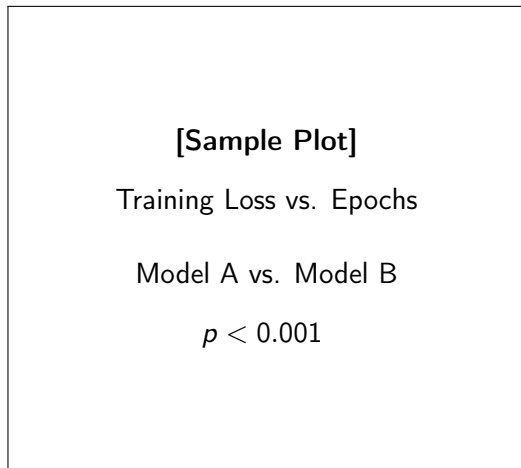 [Sample Plot]
Training Loss vs. Epochs
Model A vs. Model B
p < 0.001